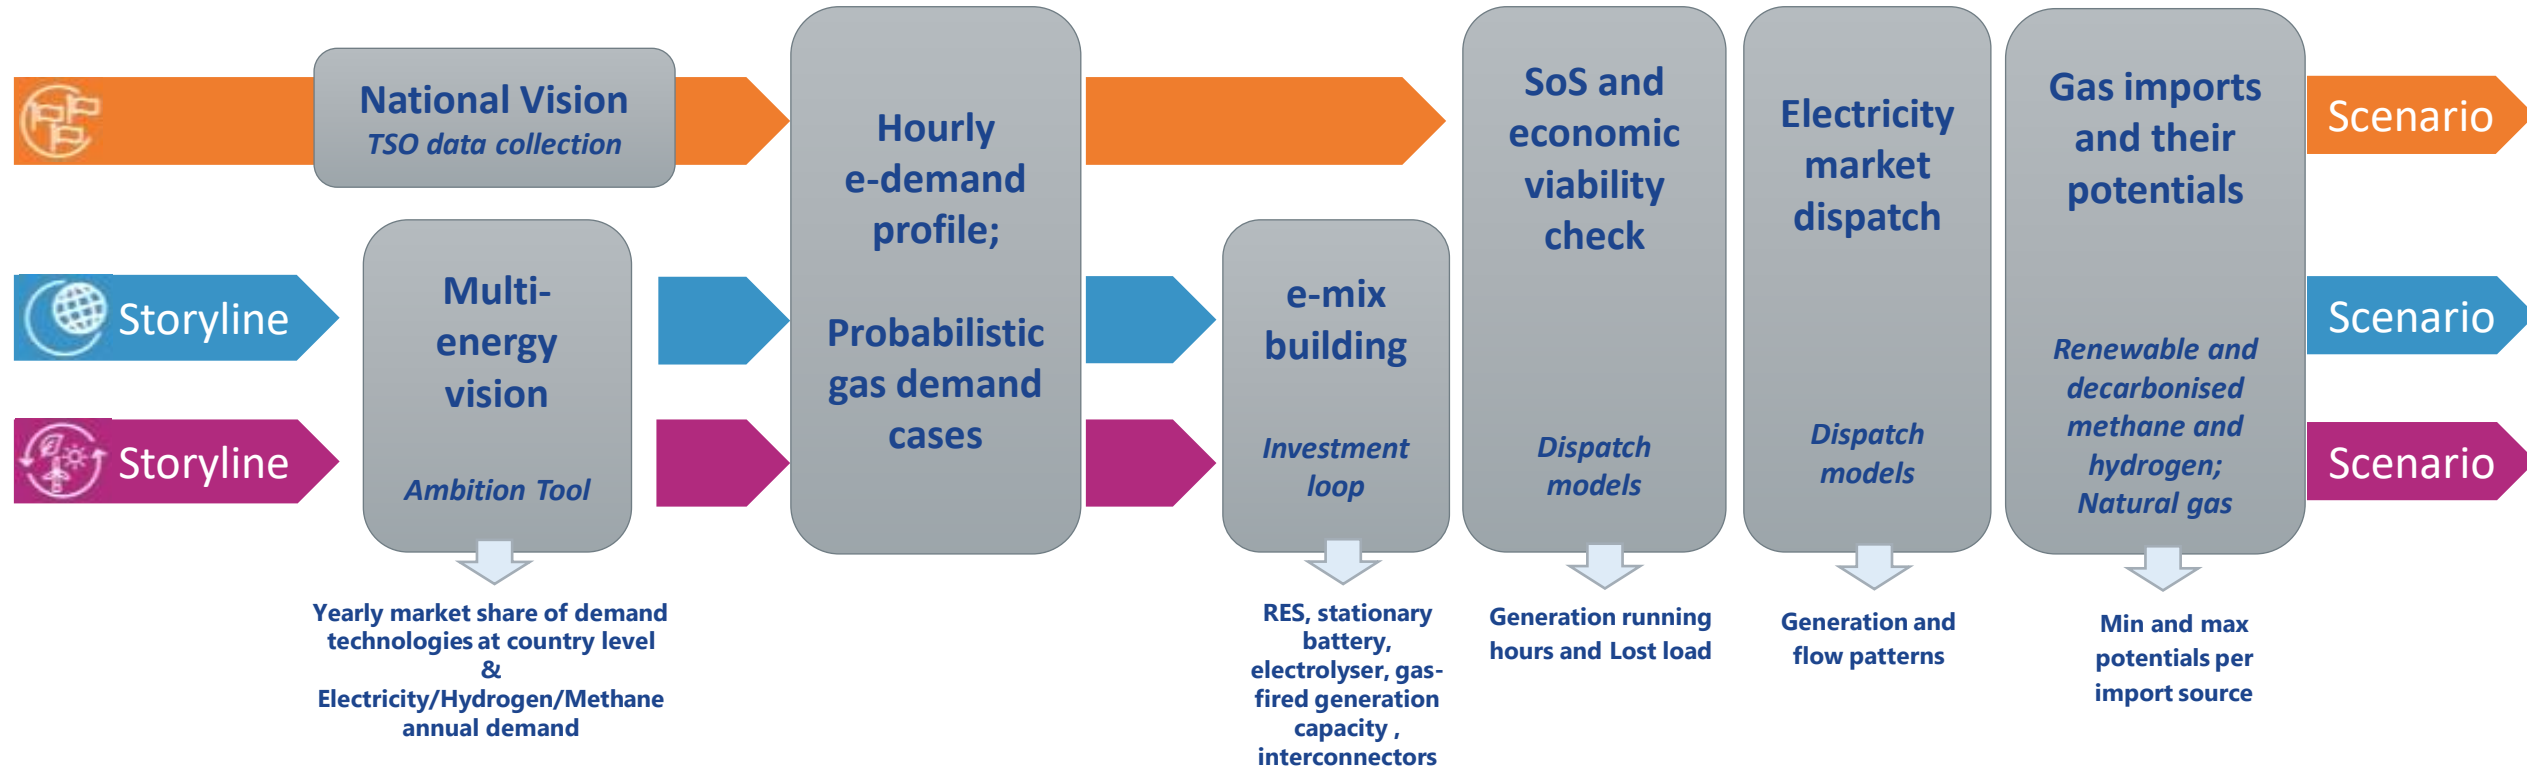 National Vision
TSO data collection
Storyline
Storyline
Multi-
energy
vision
Ambition Tool
Yearly market share of demand
technologies at country level
&
Electricity/Hydrogen/Methane
annual demand
Hourly
e-demand
profile;
Probabilistic
gas demand
cases
e-mix
building
Investment
loop
RES, stationary
battery,
electrolyser, gas-
fired generation
capacity ,
interconnectors
SoS and
economic
viability
check
Dispatch
models
Generation running
hours and Lost load
Electricity
market
dispatch
Dispatch
models
Generation and
flow patterns
Gas imports
and their
potentials
Renewable and
decarbonised
methane and
hydrogen;
Natural gas
Min and max
potentials per
import source
Scenario
Scenario
Scenario